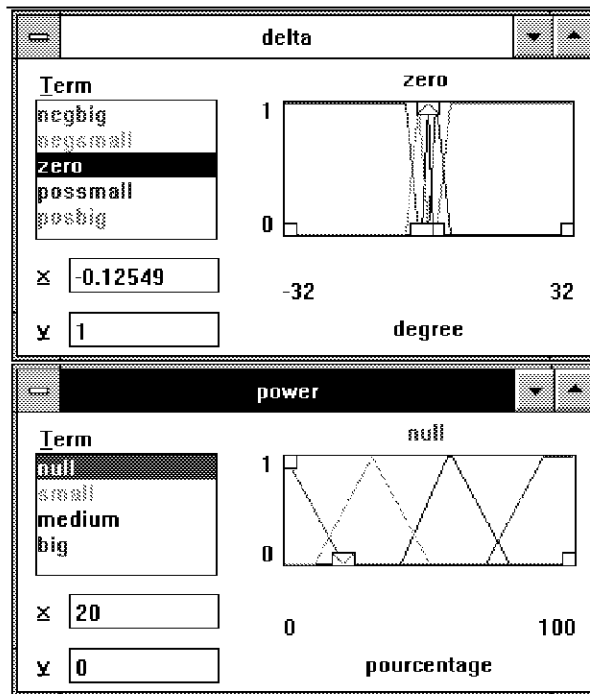 delta
Term
negbig
negsmall
zero
possmall
posbig
x -0.12549
y 1
zero
1
0
-32 32
degree
power
Term
null
small
medium
big
x 20
y 0
null
1
0
0 100
pourcentage